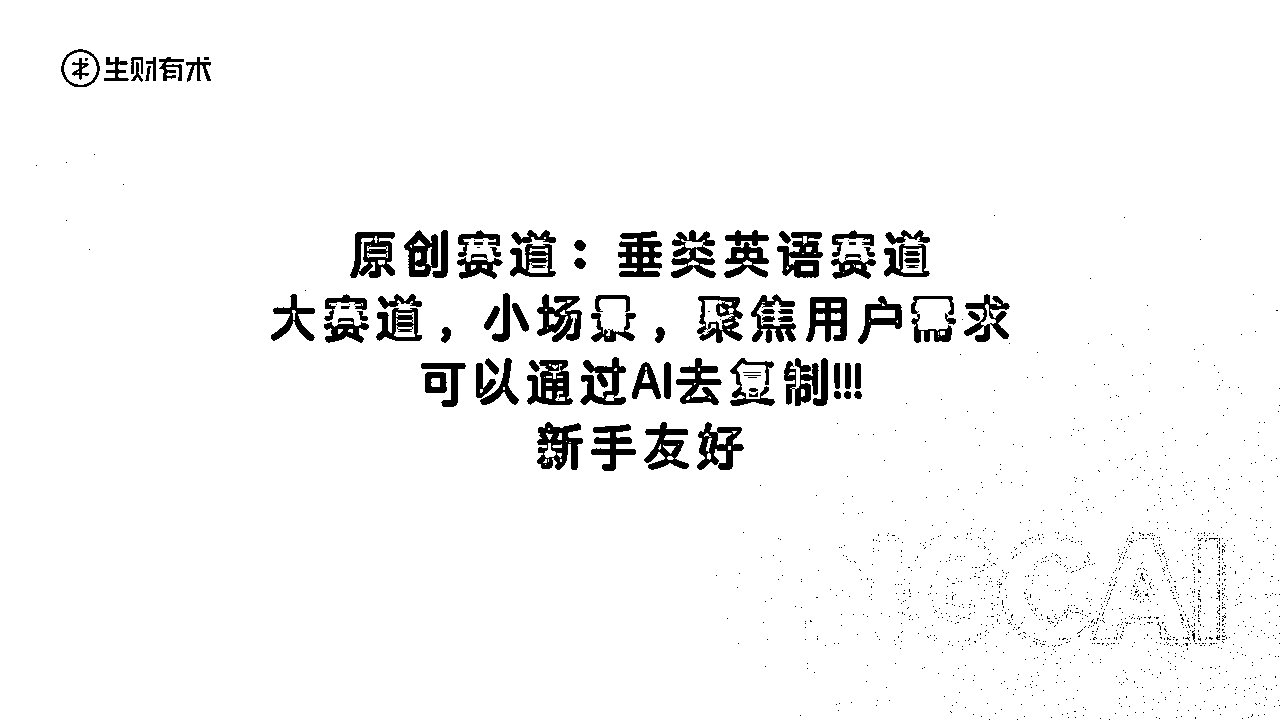 生财有术
原创赛道：垂类英语赛道
大赛道，小场景，聚焦用户需求
可以通过AI去复制!!!
新手友好
NGCAI